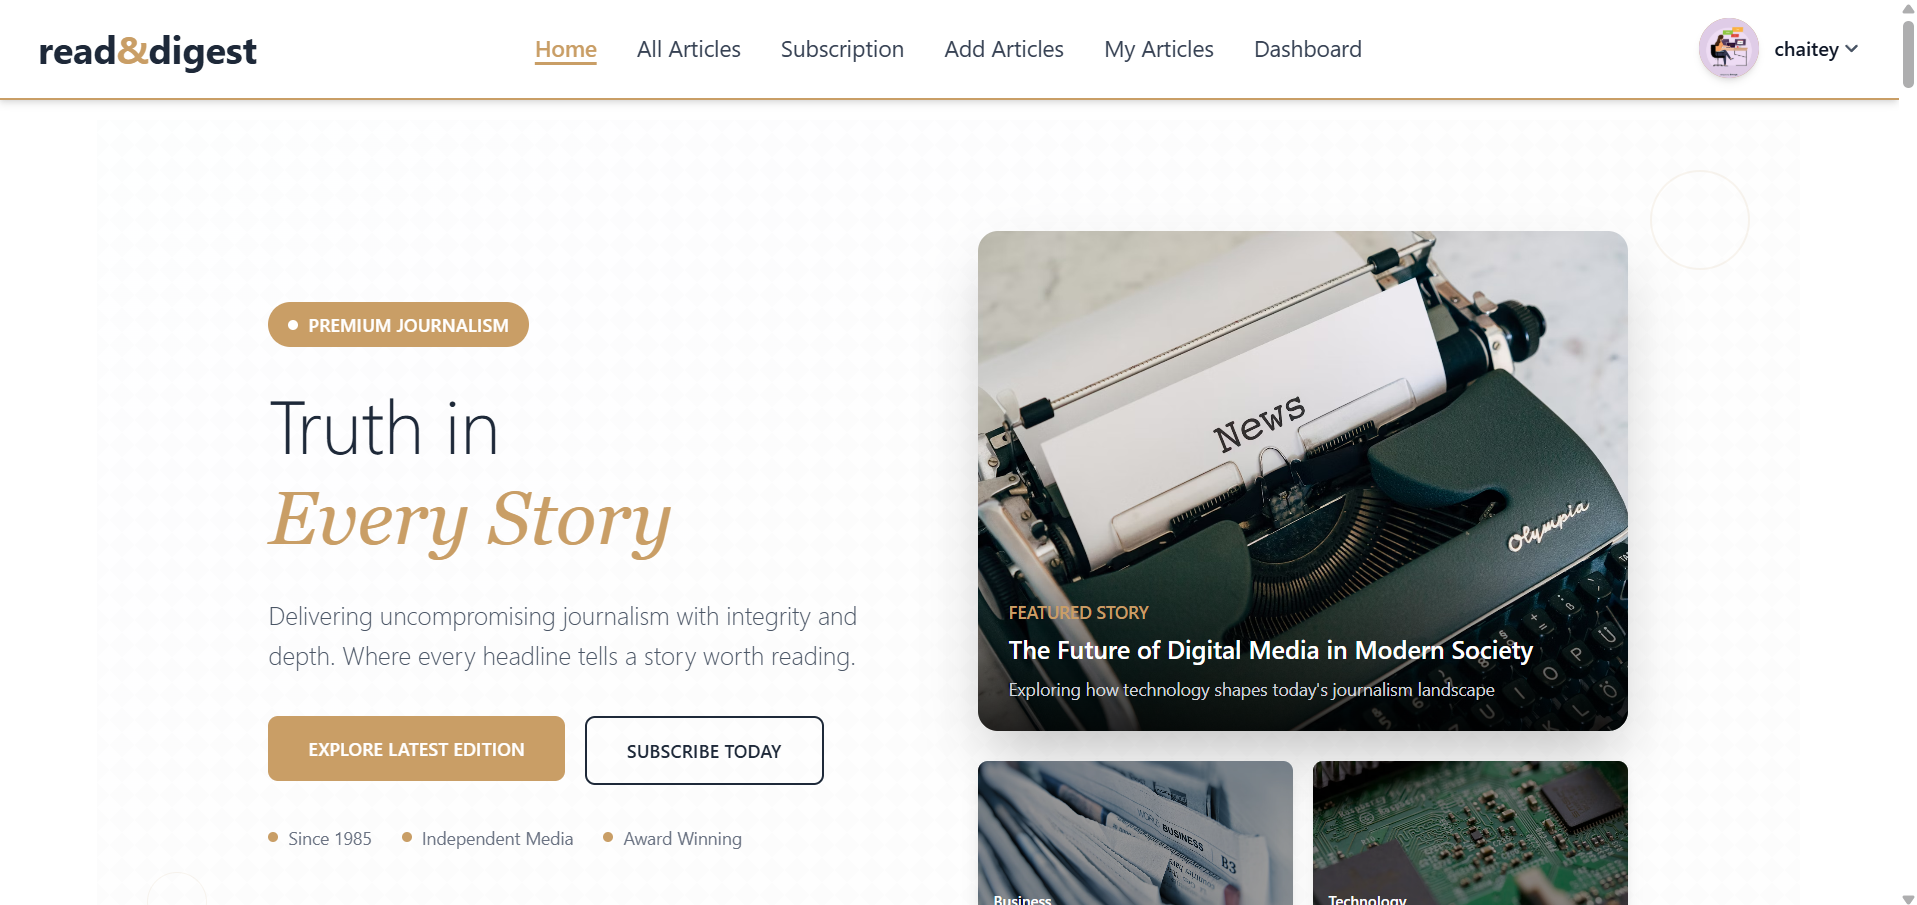 read&digest
Home
All Articles
Subscription
Add Articles
My Articles
Dashboard
chaitey
PREMIUM JOURNALISM
Truth in
Every Story
Delivering uncompromising journalism with integrity and
depth. Where every headline tells a story worth reading.
EXPLORE LATEST EDITION
SUBSCRIBE TODAY
Since 1985
Independent Media
Award Winning
News
Olympia
FEATURED STORY
The Future of Digital Media in Modern Society
Exploring how technology shapes today's journalism landscape
BUSINESS
B3
Business
Technology